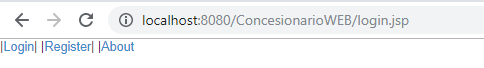 localhost:8080/ConcesionarioWEB/login.jsp
|Login| |Register| |About